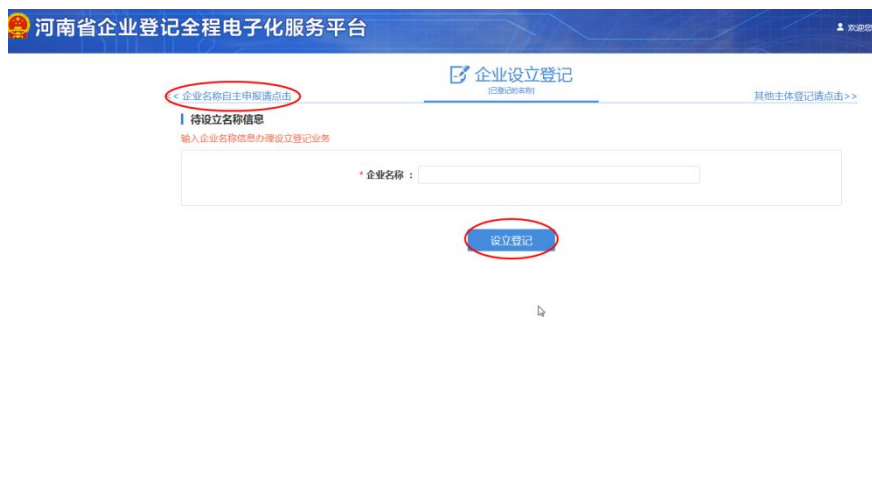 河南省企业登记全程电子化服务平台
欢迎您
企业设立登记
[已登记的名称]
<< 企业名称自主申报请点击
其他主体登记请点击>>
待设立名称信息
输入企业名称信息办理设立登记业务
* 企业名称 ：
设立登记